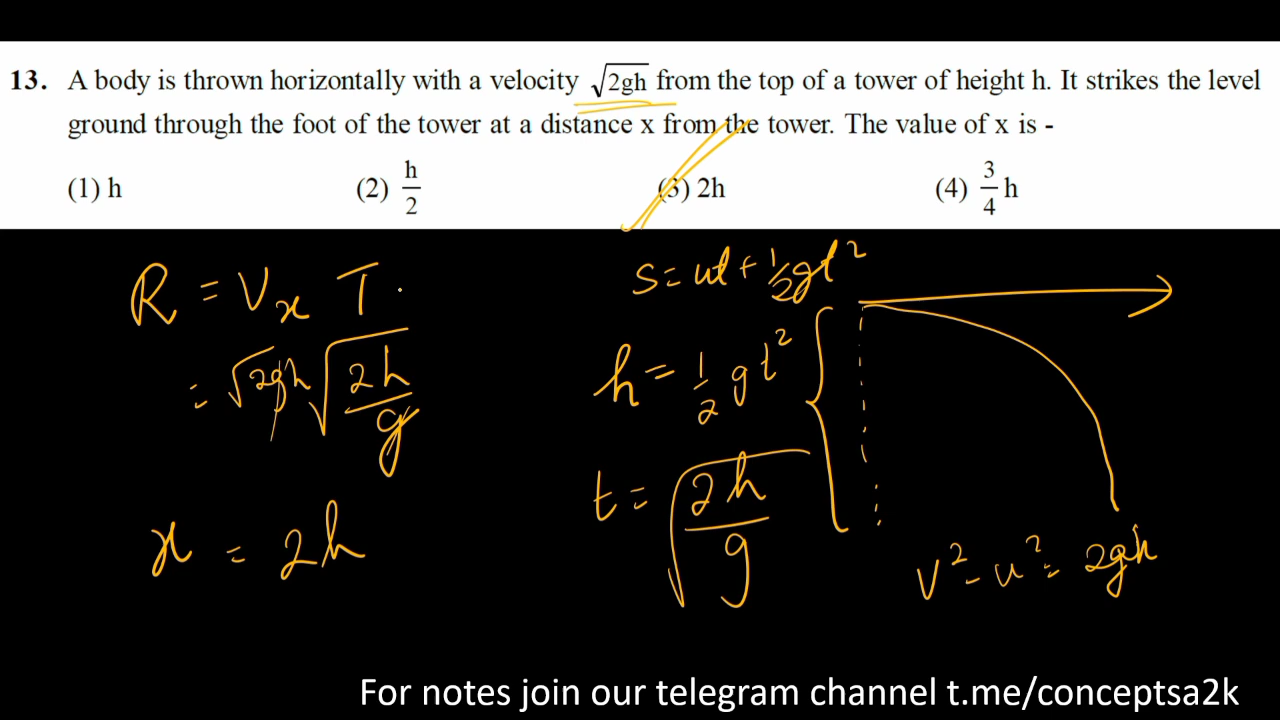 13. A body is thrown horizontally with a velocity √2gh from the top of a tower of height h. It strikes the level
ground through the foot of the tower at a distance x from the tower. The value of x is -
(1) h (2) h/2 (3) 2h (4) 3/4 h
R = Vx T.
= √2gh √2h/g
x = 2h
S = ut + 1/2 gt²
h = 1/2 gt²
t = √2h/g
V² - u² = 2gh
For notes join our telegram channel t.me/conceptsa2k